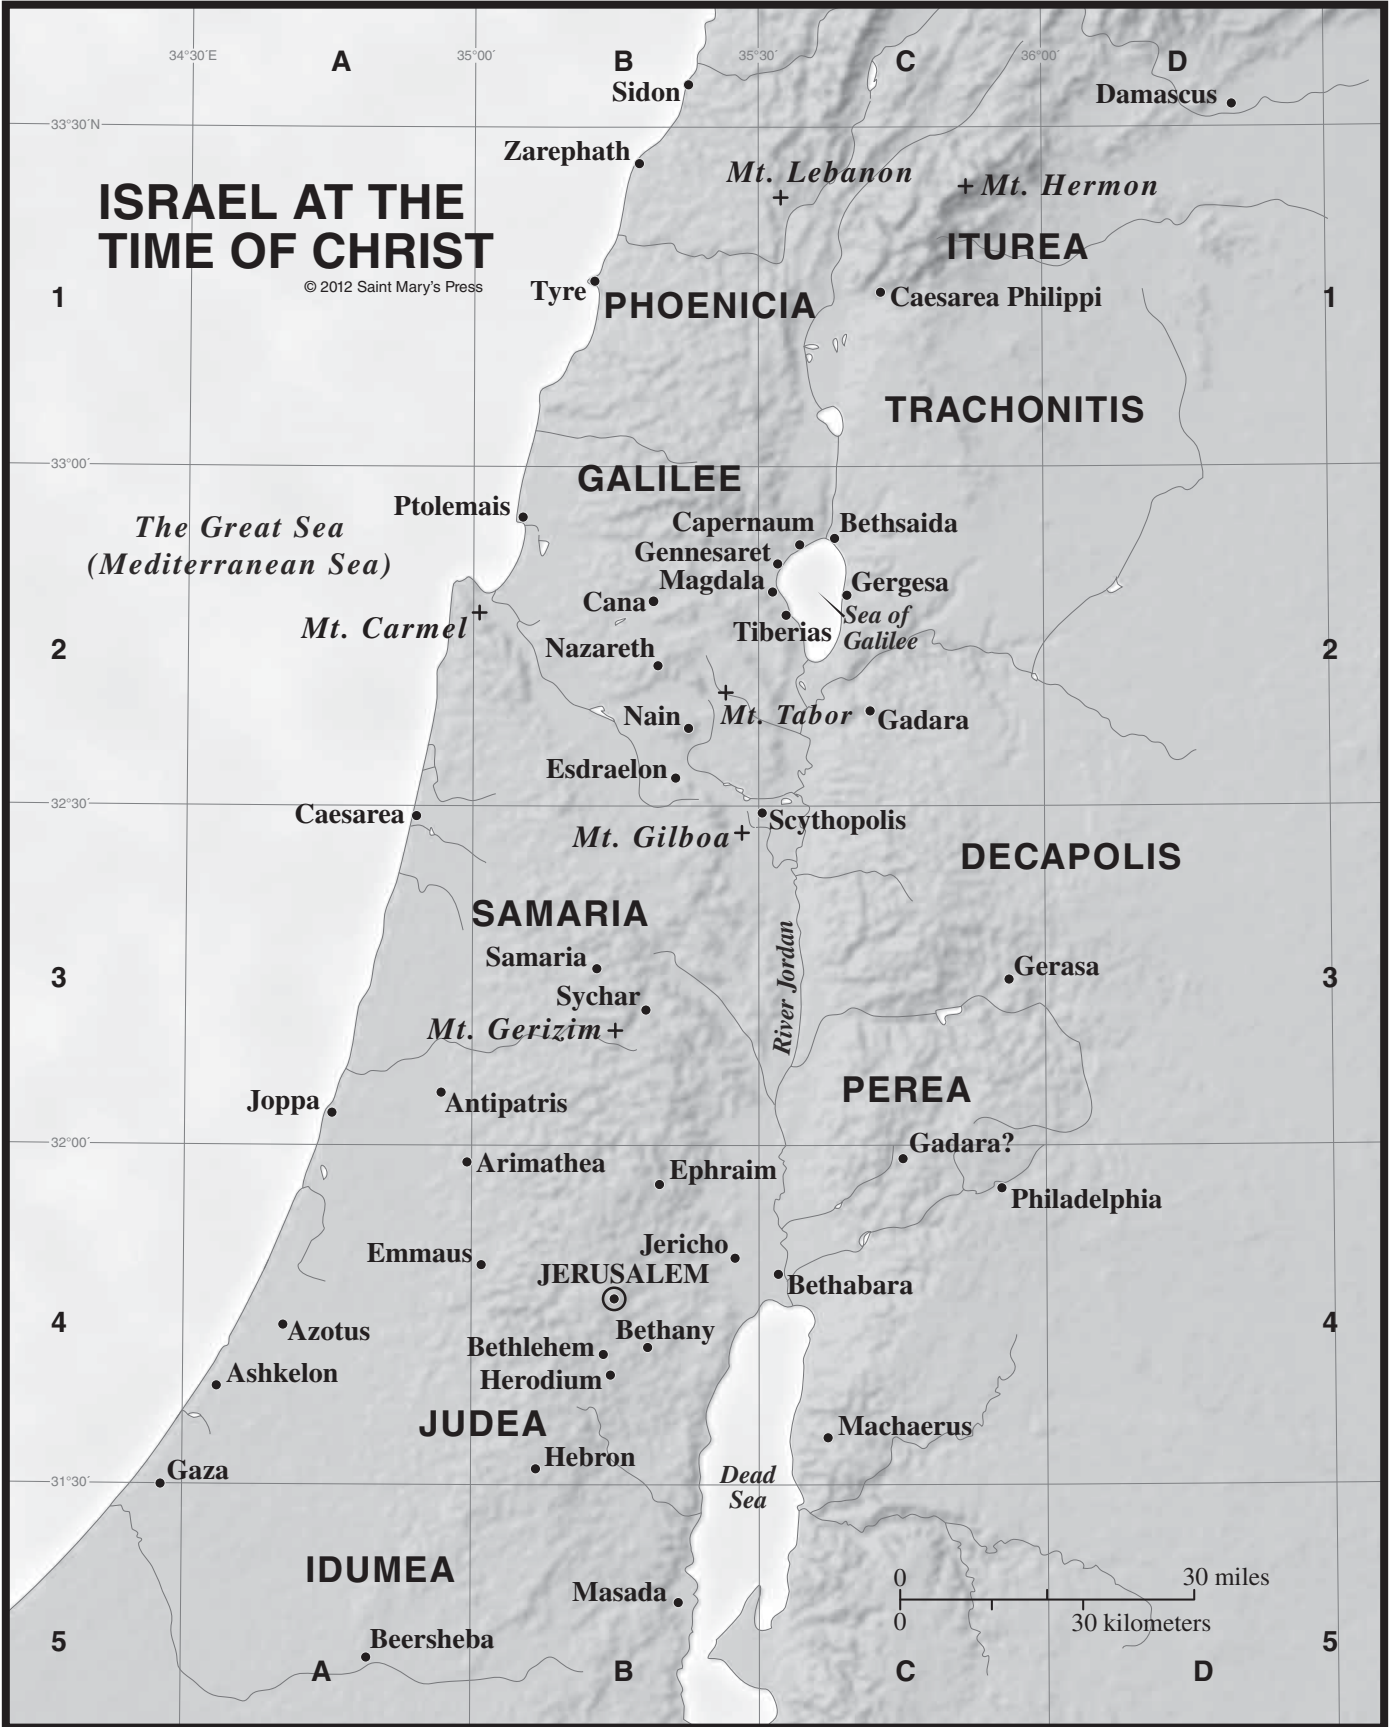 34°30′E
A
35°00′
B
35°30′
C
36°00′
D
Sidon
Damascus
33°30′N
Zarephath
Mt. Lebanon
Mt. Hermon
ISRAEL AT THE
TIME OF CHRIST
© 2012 Saint Mary's Press
ITUREA
1
Tyre
PHOENICIA
Caesarea Philippi
1
TRACHONITIS
33°00′
GALILEE
Ptolemais
The Great Sea
(Mediterranean Sea)
Capernaum
Bethsaida
Gennesaret
Magdala
Gergesa
Cana
Sea of
Galilee
Mt. Carmel
Tiberias
2
Nazareth
2
Nain
Mt. Tabor
Gadara
Esdraelon
32°30′
Caesarea
Scythopolis
Mt. Gilboa
DECAPOLIS
SAMARIA
Samaria
River Jordan
Gerasa
3
3
Sychar
Mt. Gerizim
PEREA
Joppa
Antipatris
32°00′
Gadara?
Arimathea
Ephraim
Philadelphia
Emmaus
Jericho
JERUSALEM
Bethabara
4
4
Azotus
Bethany
Bethlehem
Ashkelon
Herodium
JUDEA
Machaerus
Hebron
Gaza
31°30′
Dead
Sea
IDUMEA
Masada
0
30 miles
0
30 kilometers
5
Beersheba
5
A
B
C
D